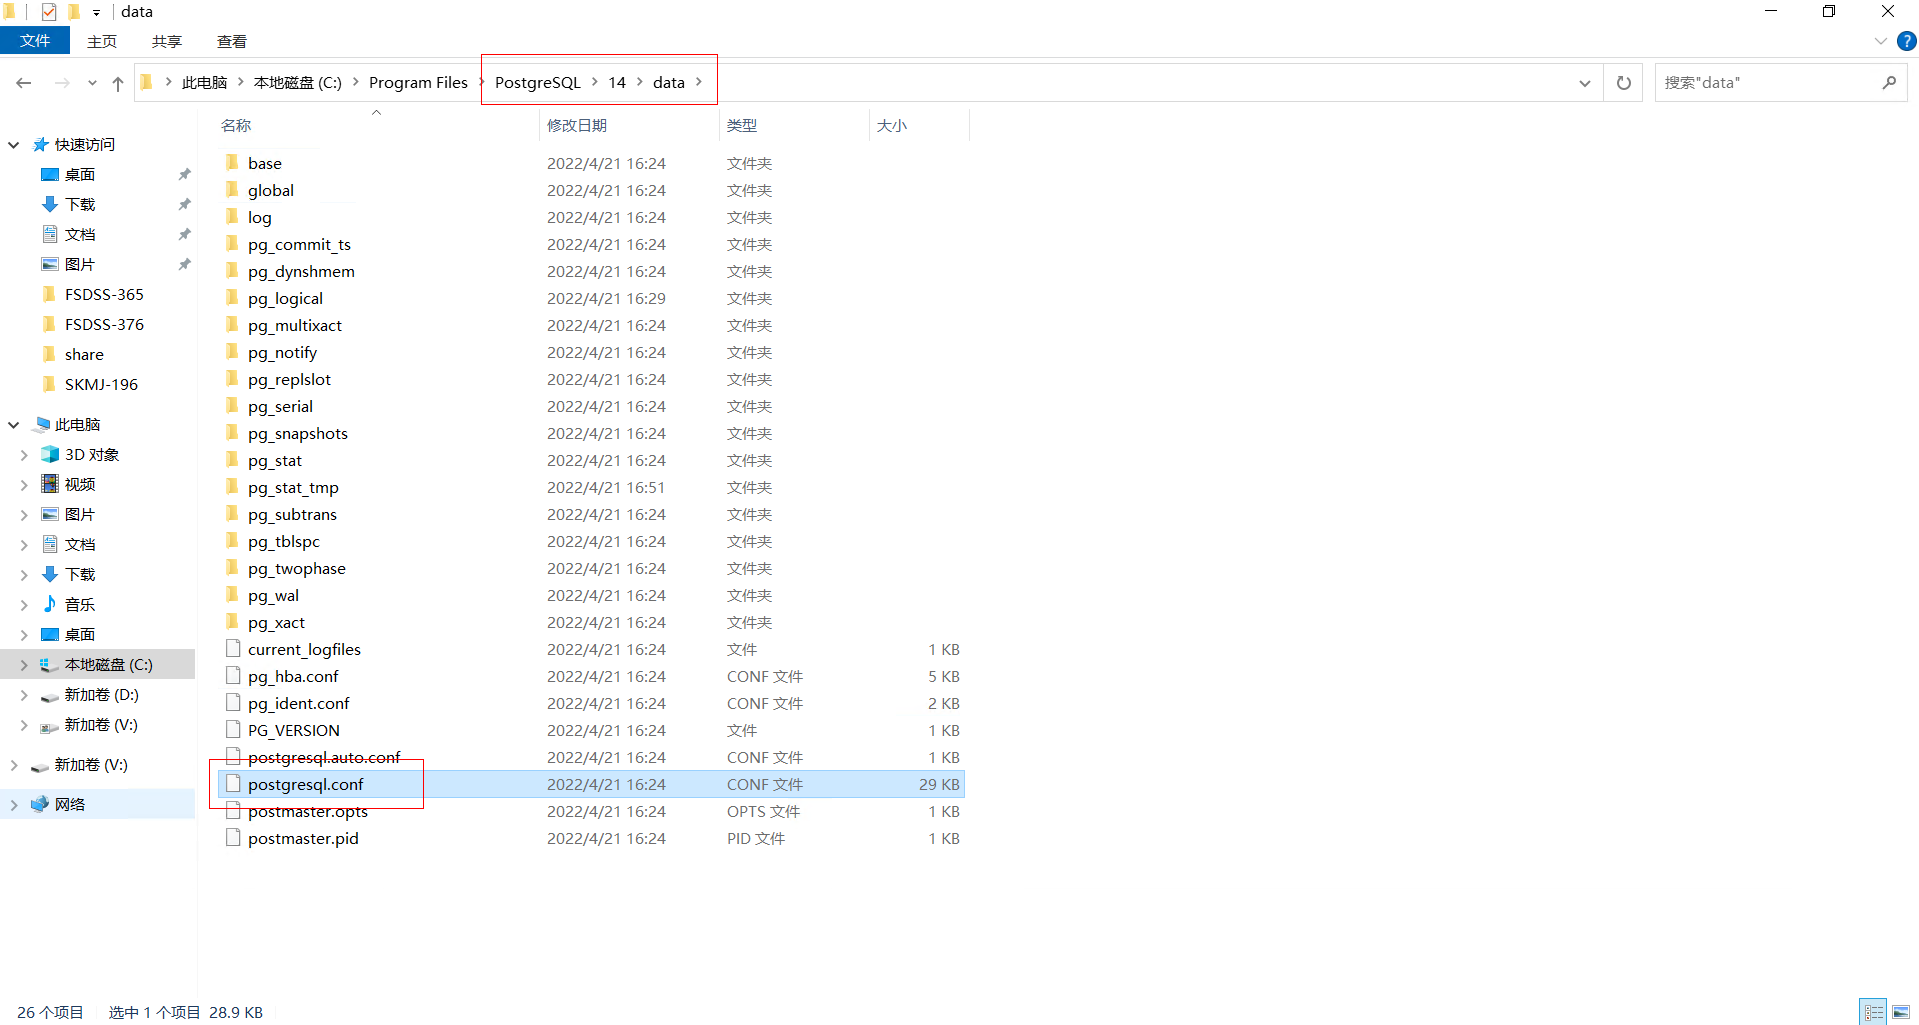 data
文件 主页 共享 查看
此电脑 本地磁盘 (C:) Program Files PostgreSQL 14 data 搜索"data"
名称 修改日期 类型 大小
快速访问
桌面
下载
文档
图片
FSDSS-365
FSDSS-376
share
SKMJ-196
此电脑
3D 对象
视频
图片
文档
下载
音乐
桌面
本地磁盘 (C:)
新加卷 (D:)
新加卷 (V:)
新加卷 (V:)
网络
base 2022/4/21 16:24 文件夹
global 2022/4/21 16:24 文件夹
log 2022/4/21 16:24 文件夹
pg_commit_ts 2022/4/21 16:24 文件夹
pg_dynshmem 2022/4/21 16:24 文件夹
pg_logical 2022/4/21 16:29 文件夹
pg_multixact 2022/4/21 16:24 文件夹
pg_notify 2022/4/21 16:24 文件夹
pg_replslot 2022/4/21 16:24 文件夹
pg_serial 2022/4/21 16:24 文件夹
pg_snapshots 2022/4/21 16:24 文件夹
pg_stat 2022/4/21 16:24 文件夹
pg_stat_tmp 2022/4/21 16:51 文件夹
pg_subtrans 2022/4/21 16:24 文件夹
pg_tblspc 2022/4/21 16:24 文件夹
pg_twophase 2022/4/21 16:24 文件夹
pg_wal 2022/4/21 16:24 文件夹
pg_xact 2022/4/21 16:24 文件夹
current_logfiles 2022/4/21 16:24 文件 1 KB
pg_hba.conf 2022/4/21 16:24 CONF 文件 5 KB
pg_ident.conf 2022/4/21 16:24 CONF 文件 2 KB
PG_VERSION 2022/4/21 16:24 文件 1 KB
postgresql.auto.conf 2022/4/21 16:24 CONF 文件 1 KB
postgresql.conf 2022/4/21 16:24 CONF 文件 29 KB
postmaster.opts 2022/4/21 16:24 OPTS 文件 1 KB
postmaster.pid 2022/4/21 16:24 PID 文件 1 KB
26 个项目 选中 1 个项目 28.9 KB